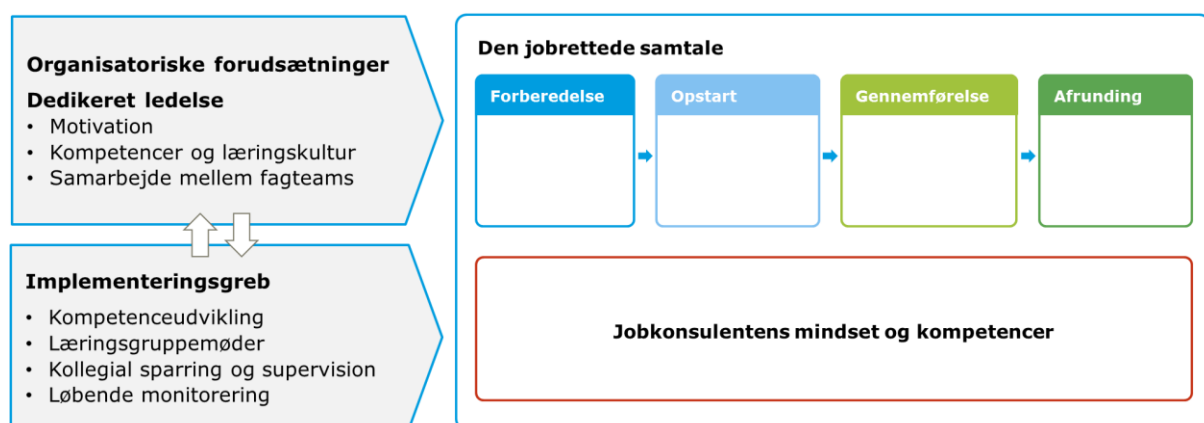 Organisatoriske forudsætninger
Dedikeret ledelse
• Motivation
• Kompetencer og læringskultur
• Samarbejde mellem fagteams
Implementeringsgreb
• Kompetenceudvikling
• Læringsgruppemøder
• Kollegial sparring og supervision
• Løbende monitorering
Den jobrettede samtale
Forberedelse
Opstart
Gennemførelse
Afrunding
Jobkonsulentens mindset og kompetencer